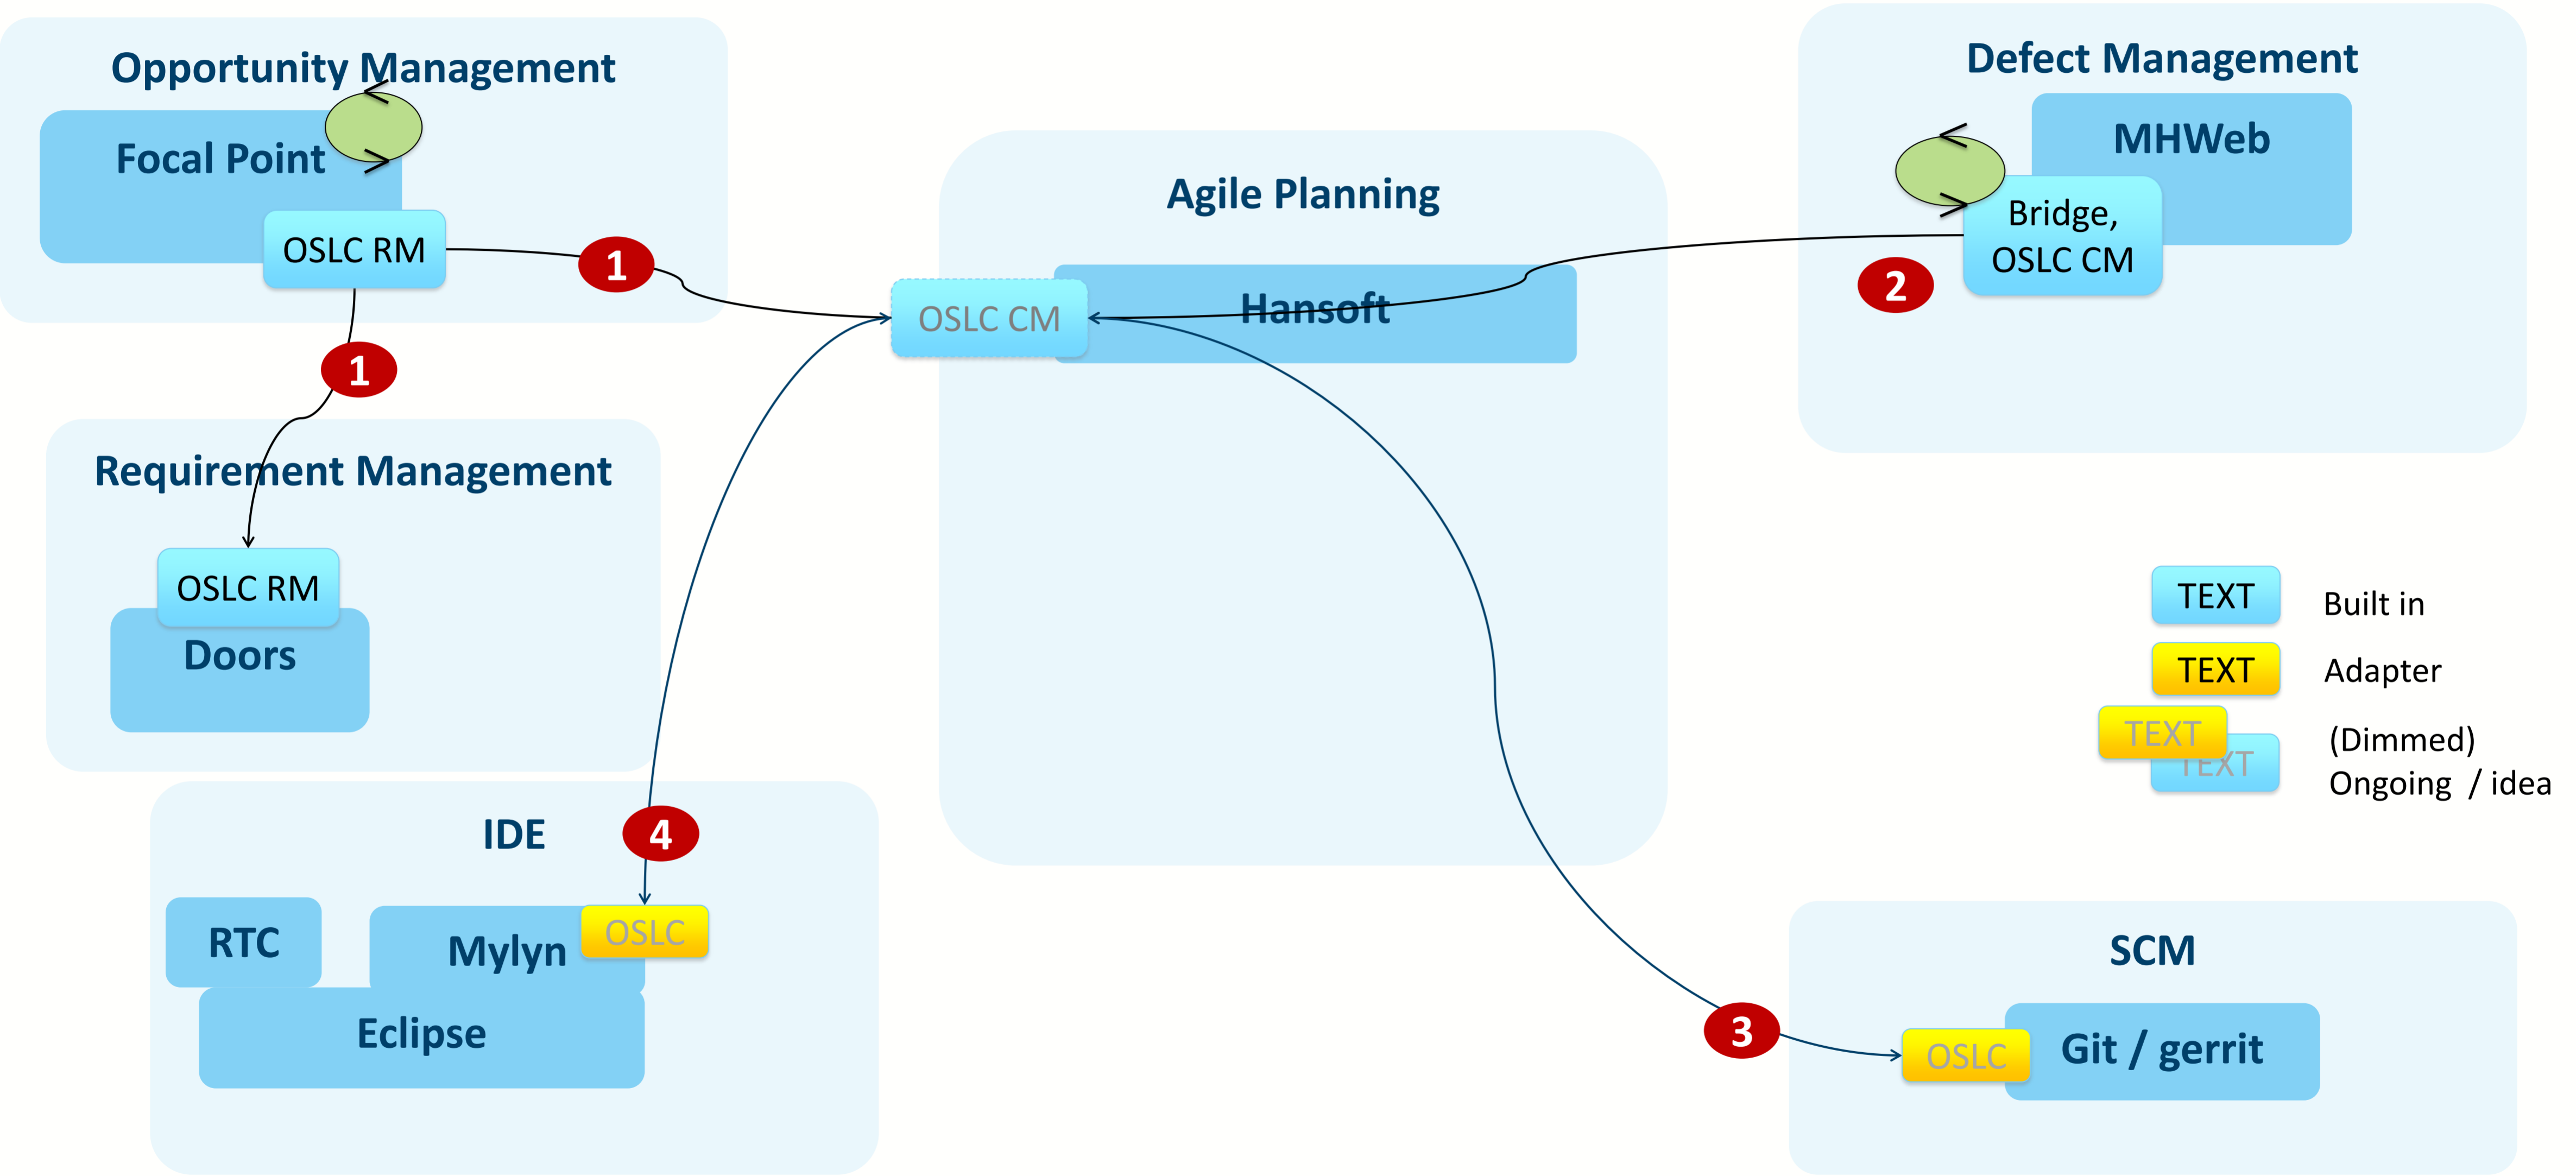 Opportunity Management
Focal Point
OSLC RM
1
1
Requirement Management
OSLC RM
Doors
IDE
4
RTC
Mylyn
OSLC
Eclipse
Agile Planning
OSLC CM
Hansoft
Defect Management
MHWeb
Bridge,
OSLC CM
2
TEXT
Built in
TEXT
Adapter
TEXT
TEXT
(Dimmed)
Ongoing / idea
SCM
3
OSLC
Git / gerrit